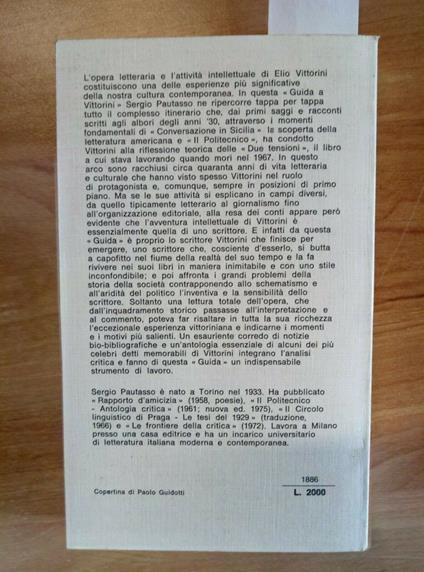 L'opera letteraria e l'attività intellettuale di Elio Vittorini
costituiscono una delle esperienze più significative
della nostra cultura contemporanea. In questa « Guida a
Vittorini » Sergio Pautasso ne ripercorre tappa per tappa
tutto il complesso itinerario che, dai primi saggi e racconti
scritti agli albori degli anni '30, attraverso i momenti
fondamentali di « Conversazione in Sicilia » la scoperta della
letteratura americana e « Il Politecnico », ha condotto
Vittorini alla riflessione teorica delle « Due tensioni », il libro
a cui stava lavorando quando morì nel 1967. In questo
arco sono racchiusi circa quaranta anni di vita letteraria
e culturale che hanno visto spesso Vittorini nel ruolo
di protagonista e, comunque, sempre in posizioni di primo
piano. Ma se le sue attività si esplicano in campi diversi,
da quello tipicamente letterario al giornalismo fino
all'organizzazione editoriale, alla resa dei conti appare però
evidente che l'avventura intellettuale di Vittorini è
essenzialmente quella di uno scrittore. E infatti da questa
« Guida » è proprio lo scrittore Vittorini che finisce per
emergere, uno scrittore che, cosciente d'esserlo, si butta
a capofitto nel fiume della realtà del suo tempo e la fa
rivivere nei suoi libri in maniera inimitabile e con uno stile
inconfondibile; e poi affronta i grandi problemi della
storia della società contrapponendo allo schematismo e
all'aridità del politico l'inventiva e la sensibilità dello
scrittore. Soltanto una lettura totale dell'opera, che
dall'inquadramento storico passasse all'interpretazione e
al commento, poteva far risaltare in tutta la sua ricchezza
l'eccezionale esperienza vittoriniana e indicarne i momenti
e i motivi più salienti. Un esauriente corredo di notizie
bio-bibliografiche e un'antologia essenziale di alcuni dei più
celebri detti memorabili di Vittorini integrano l'analisi
critica e fanno di questa « Guida » un indispensabile
strumento di lavoro.
Sergio Pautasso è nato a Torino nel 1933. Ha pubblicato
« Rapporto d'amicizia » (1958, poesie), « Il Politecnico
- Antologia critica » (1961; nuova ed. 1975), « Il Circolo
linguistico di Praga - Le tesi del 1929 » (traduzione,
1966) e « Le frontiere della critica » (1972). Lavora a Milano
presso una casa editrice e ha un incarico universitario
di letteratura italiana moderna e contemporanea.
1886
Copertina di Paolo Guidotti
L. 2000